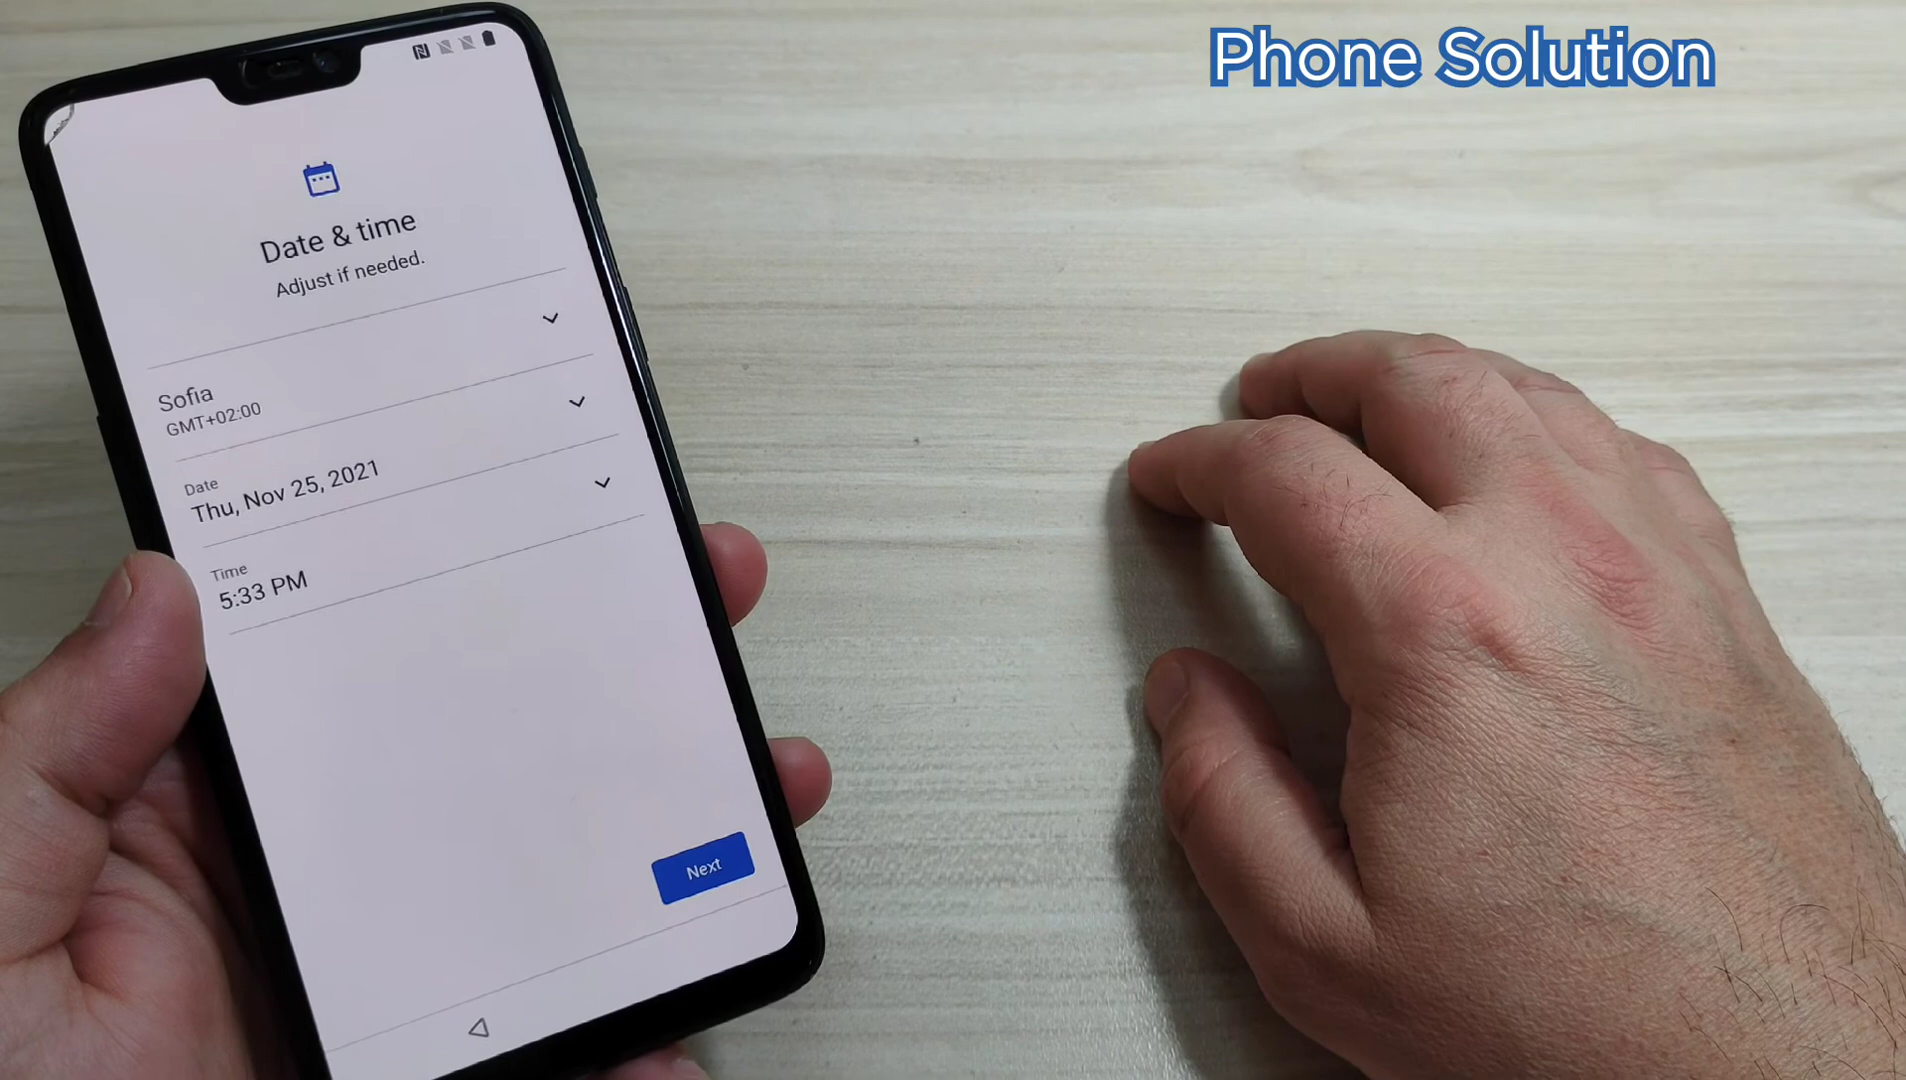 Phone Solution
Date & time
Adjust if needed.
Sofia
GMT+02:00
Date
Thu, Nov 25, 2021
Time
5:33 PM
Next